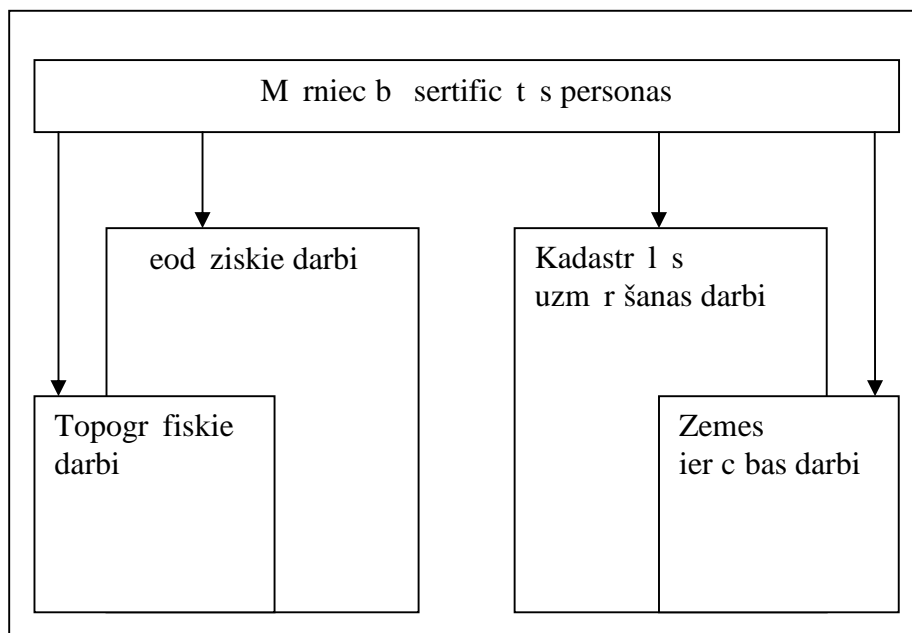 M rniec b sertific t s personas
eod ziskie darbi
Kadastr l s
uzm r šanas darbi
Topogr fiskie
darbi
Zemes
ier c bas darbi